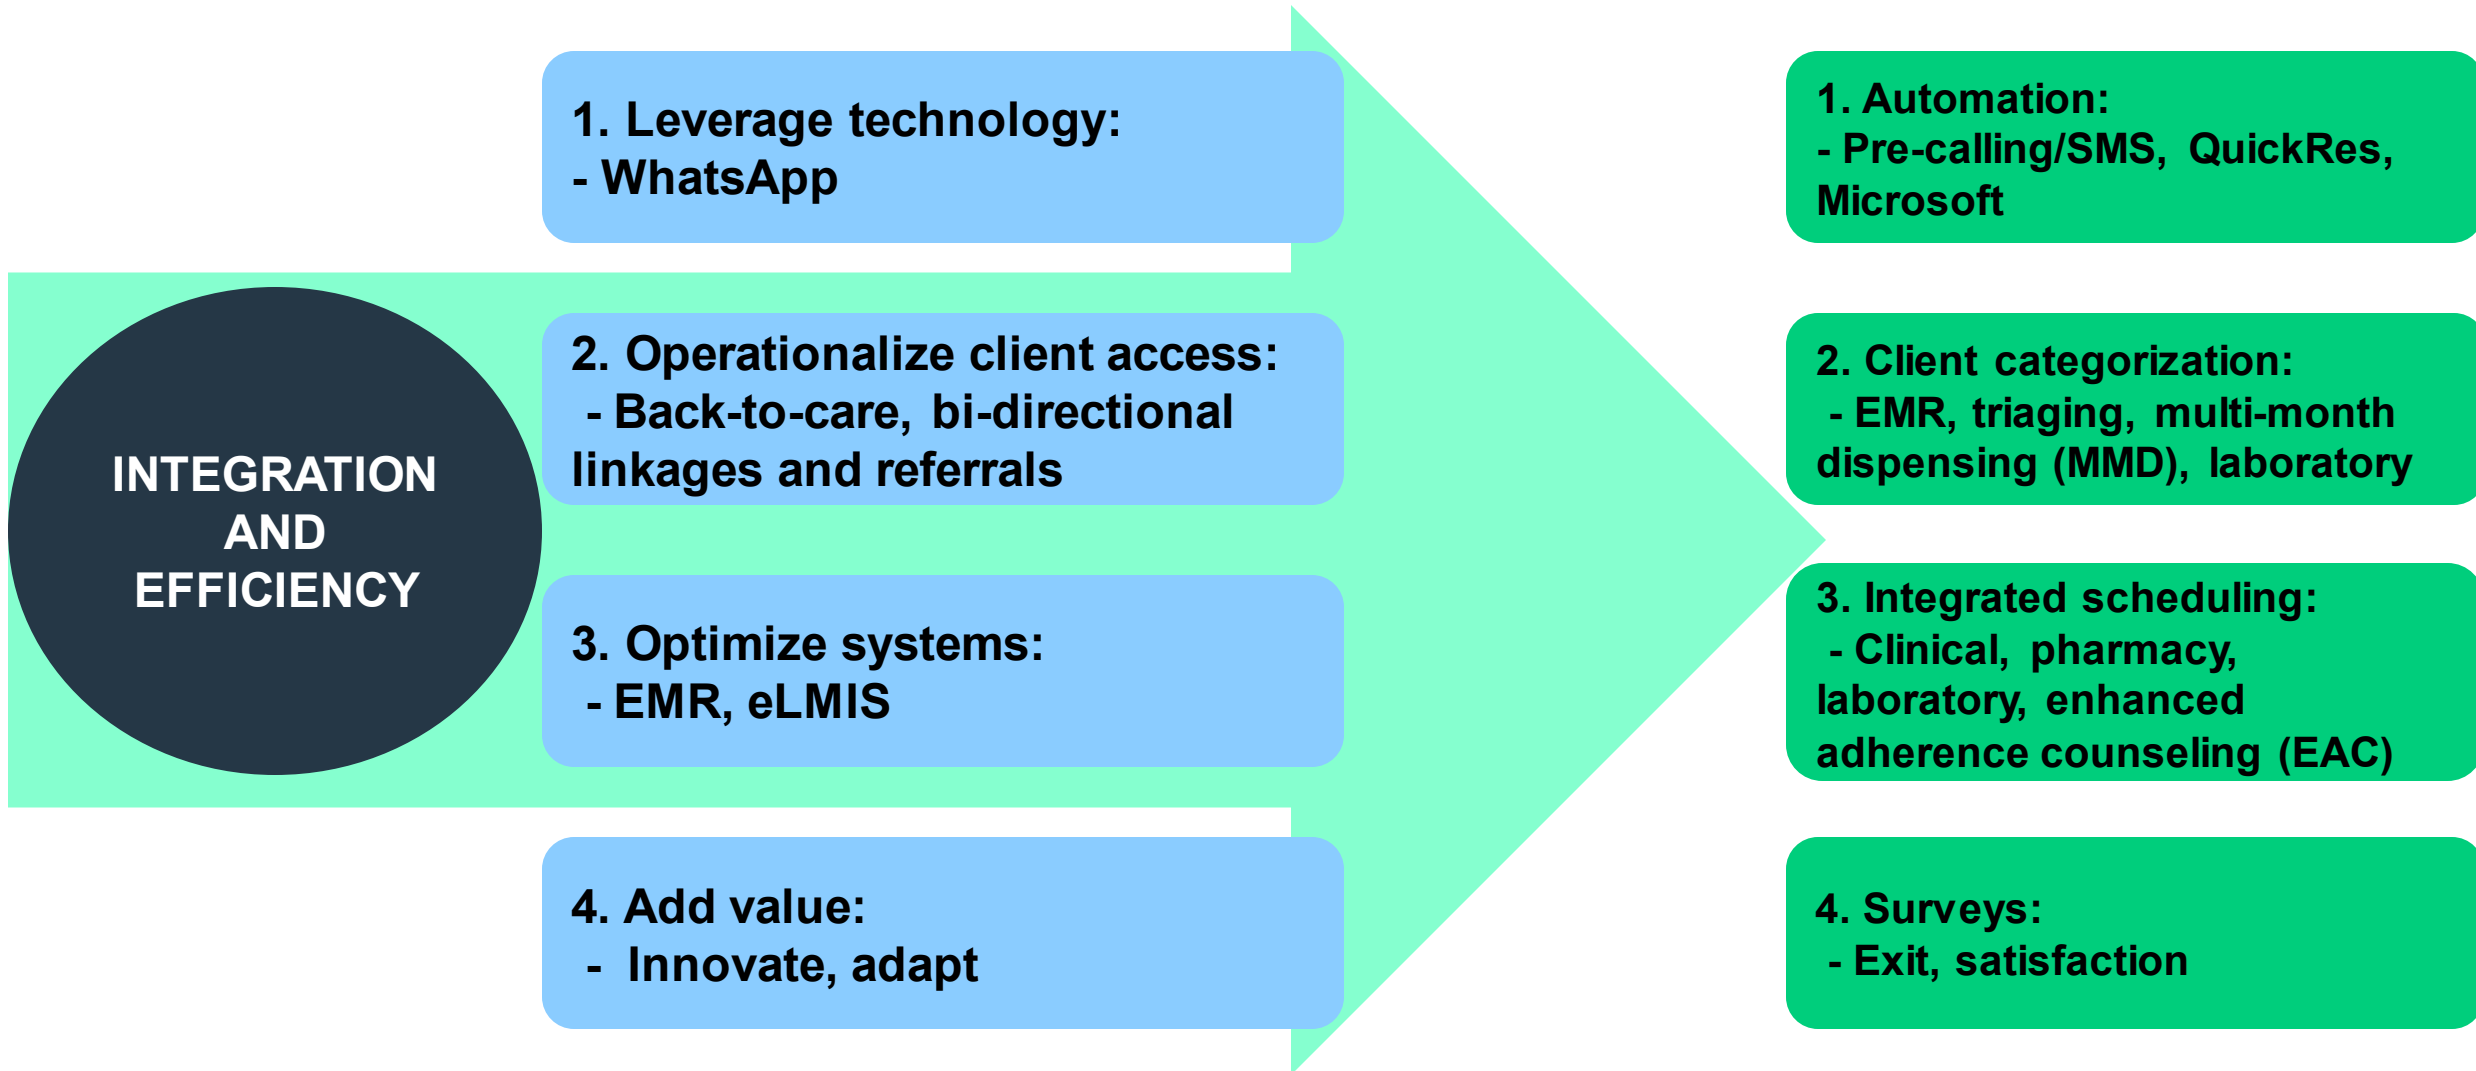 INTEGRATION
AND
EFFICIENCY
1. Leverage technology:
- WhatsApp
2. Operationalize client access:
- Back-to-care, bi-directional
linkages and referrals
3. Optimize systems:
- EMR, eLMIS
4. Add value:
- Innovate, adapt
1. Automation:
- Pre-calling/SMS, QuickRes,
Microsoft
2. Client categorization:
- EMR, triaging, multi-month
dispensing (MMD), laboratory
3. Integrated scheduling:
- Clinical, pharmacy,
laboratory, enhanced
adherence counseling (EAC)
4. Surveys:
- Exit, satisfaction